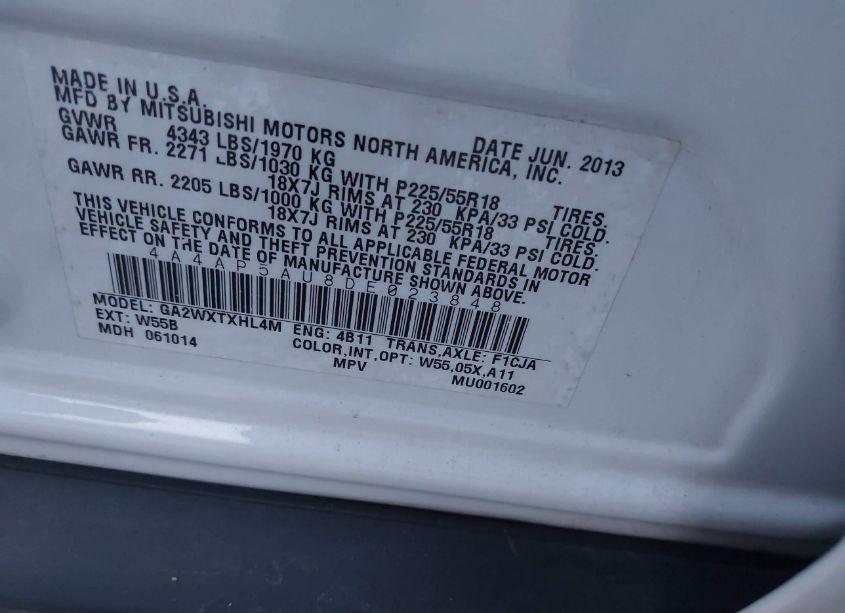 MADE IN U.S.A. DATE JUN. 2013
MFD BY MITSUBISHI MOTORS NORTH AMERICA, INC.
GVWR 4343 LBS/1970 KG
GAWR FR. 2271 LBS/1030 KG WITH P225/55R18 TIRES.
18X7J RIMS AT 230 KPA/33 PSI COLD.
GAWR RR. 2205 LBS/1000 KG WITH P225/55R18 TIRES.
18X7J RIMS AT 230 KPA/33 PSI COLD.
THIS VEHICLE CONFORMS TO ALL APPLICABLE FEDERAL MOTOR
VEHICLE SAFETY AND THEFT PREVENTION STANDARDS IN
EFFECT ON THE DATE OF MANUFACTURE SHOWN ABOVE.
4A4AP5AU8DE023848
MODEL: GA2WXTXHL4M ENG: 4B11 TRANS,AXLE: F1CJA
EXT: W55B COLOR,INT,OPT: W55,05X,A11
MDH 061014 MPV MU001602